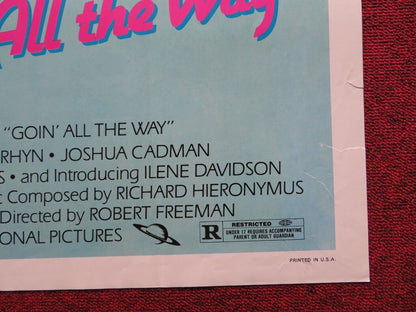 All the Way
"GOIN' ALL THE WAY"
RHYN • JOSHUA CADMAN
S • and Introducing ILENE DAVIDSON
c Composed by RICHARD HIERONYMUS
Directed by ROBERT FREEMAN
IONAL PICTURES
R RESTRICTED
UNDER 17 REQUIRES ACCOMPANYING
PARENT OR ADULT GUARDIAN
PRINTED IN U.S.A.